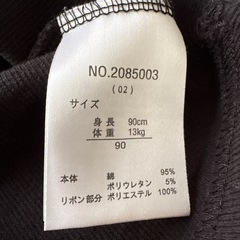 NO.2085003
(02)
サイズ
身長 90cm
体重 13kg
90
本体 綿 95%
ポリウレタン 5%
リボン部分 ポリエステル 100%